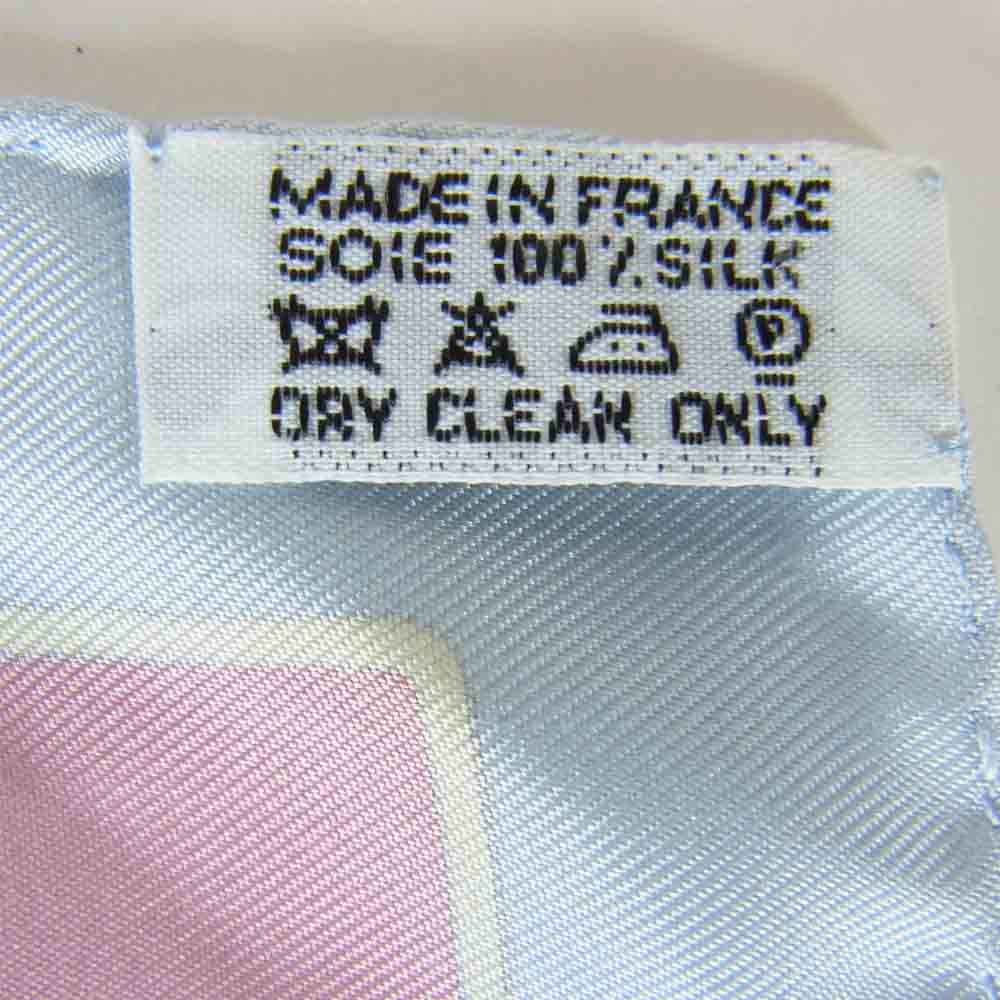 MADE IN FRANCE
SOIE 100% SILK
P
DRY CLEAN ONLY